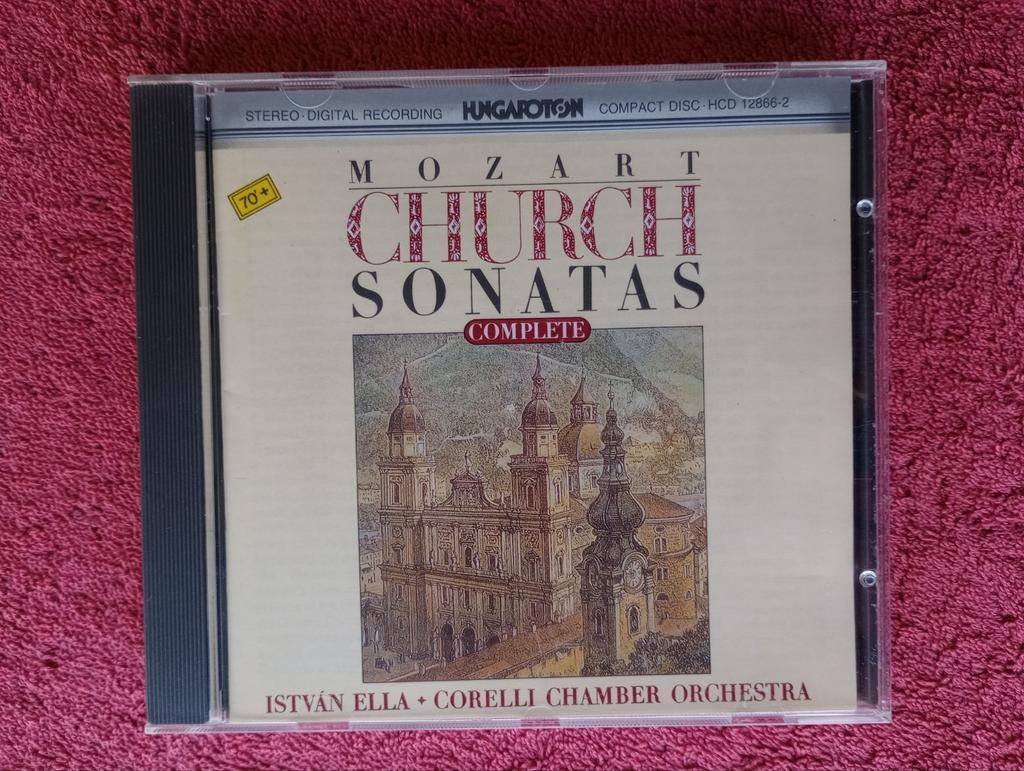 STEREO · DIGITAL RECORDING HUNGAROTON COMPACT DISC · HCD 12866-2
70'+
MOZART
CHURCH
SONATAS
COMPLETE
ISTVÁN ELLA + CORELLI CHAMBER ORCHESTRA